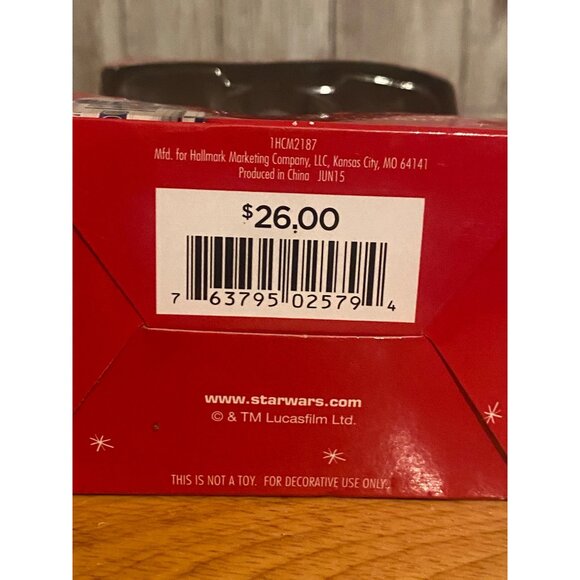 1HCM2187
Mfd. for Hallmark Marketing Company, LLC, Kansas City, MO 64141
Produced in China JUN15
$26.00
7 63795 02579 4
www.starwars.com
© & TM Lucasfilm Ltd.
THIS IS NOT A TOY. FOR DECORATIVE USE ONLY.